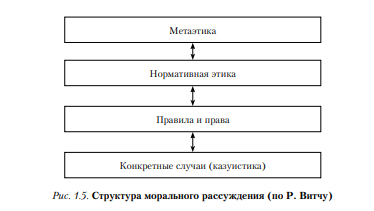 Метаэтика
Нормативная этика
Правила и права
Конкретные случаи (казуистика)
Рис. 1.5. Структура морального рассуждения (по Р. Витчу)